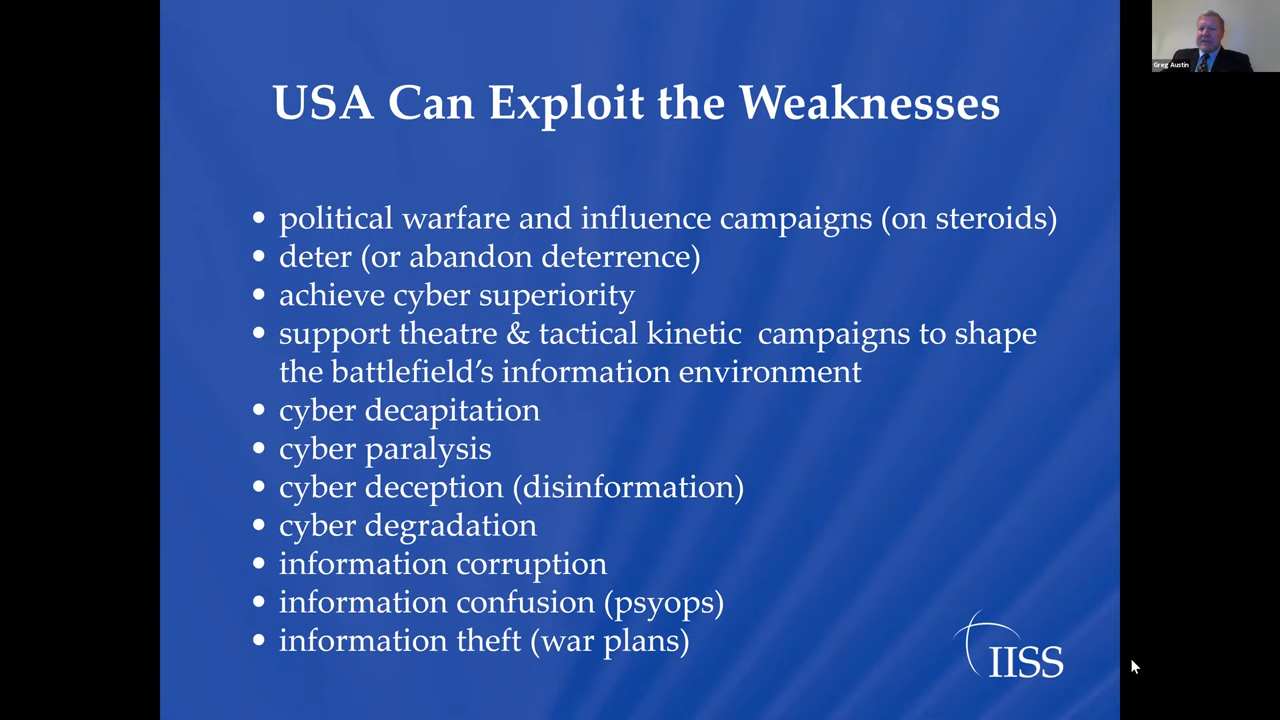 USA Can Exploit the Weaknesses
• political warfare and influence campaigns (on steroids)
• deter (or abandon deterrence)
• achieve cyber superiority
• support theatre & tactical kinetic  campaigns to shape
the battlefield’s information environment
• cyber decapitation
• cyber paralysis
• cyber deception (disinformation)
• cyber degradation
• information corruption
• information confusion (psyops)
• information theft (war plans)
IISS
Greg Austin